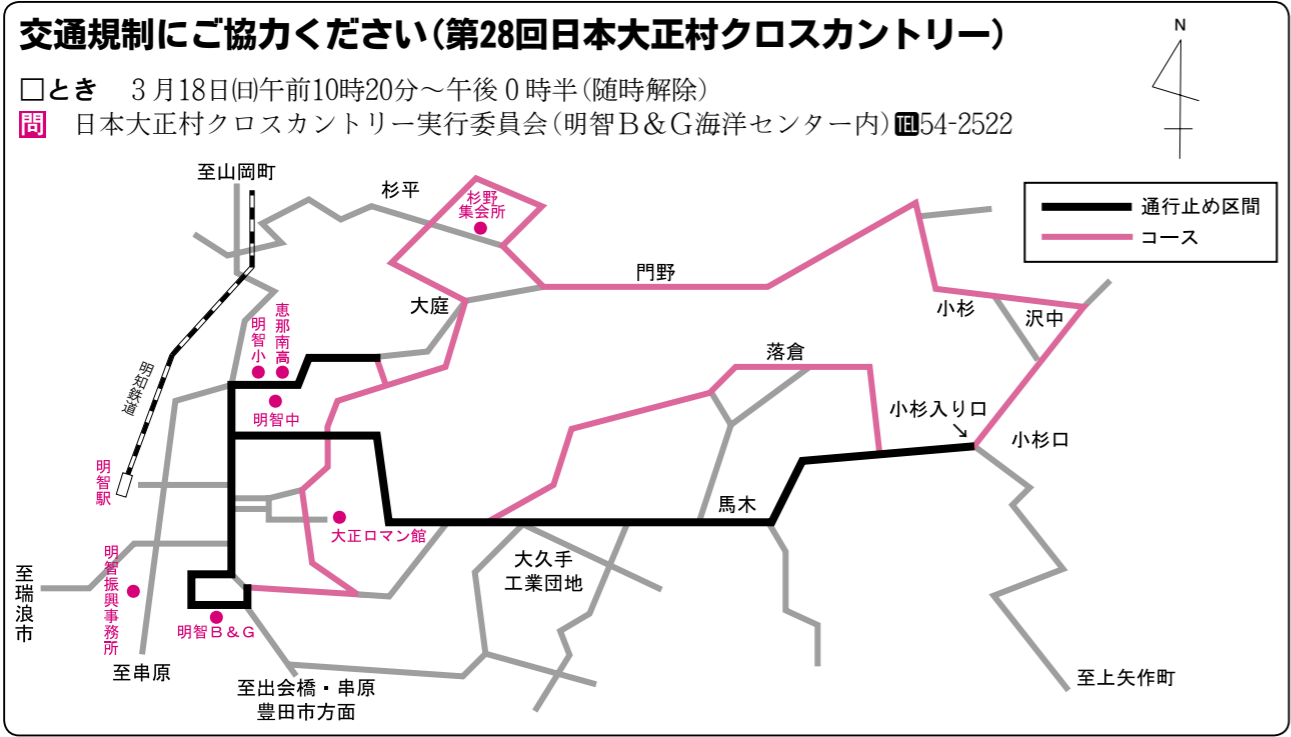 交通規制にご協力ください(第28回日本大正村クロスカントリー)
□とき　３月18日㈰午前10時20分～午後０時半(随時解除)
問　日本大正村クロスカントリー実行委員会(明智Ｂ＆Ｇ海洋センター内)℡54-2522
N
通行止め区間
コース
至山岡町
杉平
杉野
集会所
門野
大庭
小杉
沢中
恵那南高
明智小
明知鉄道
落倉
小杉入り口
↘
小杉口
明智中
明智駅
馬木
大正ロマン館
大久手
工業団地
明智振興事務所
至瑞浪市
明智Ｂ＆Ｇ
至串原
至出会橋・串原
豊田市方面
至上矢作町